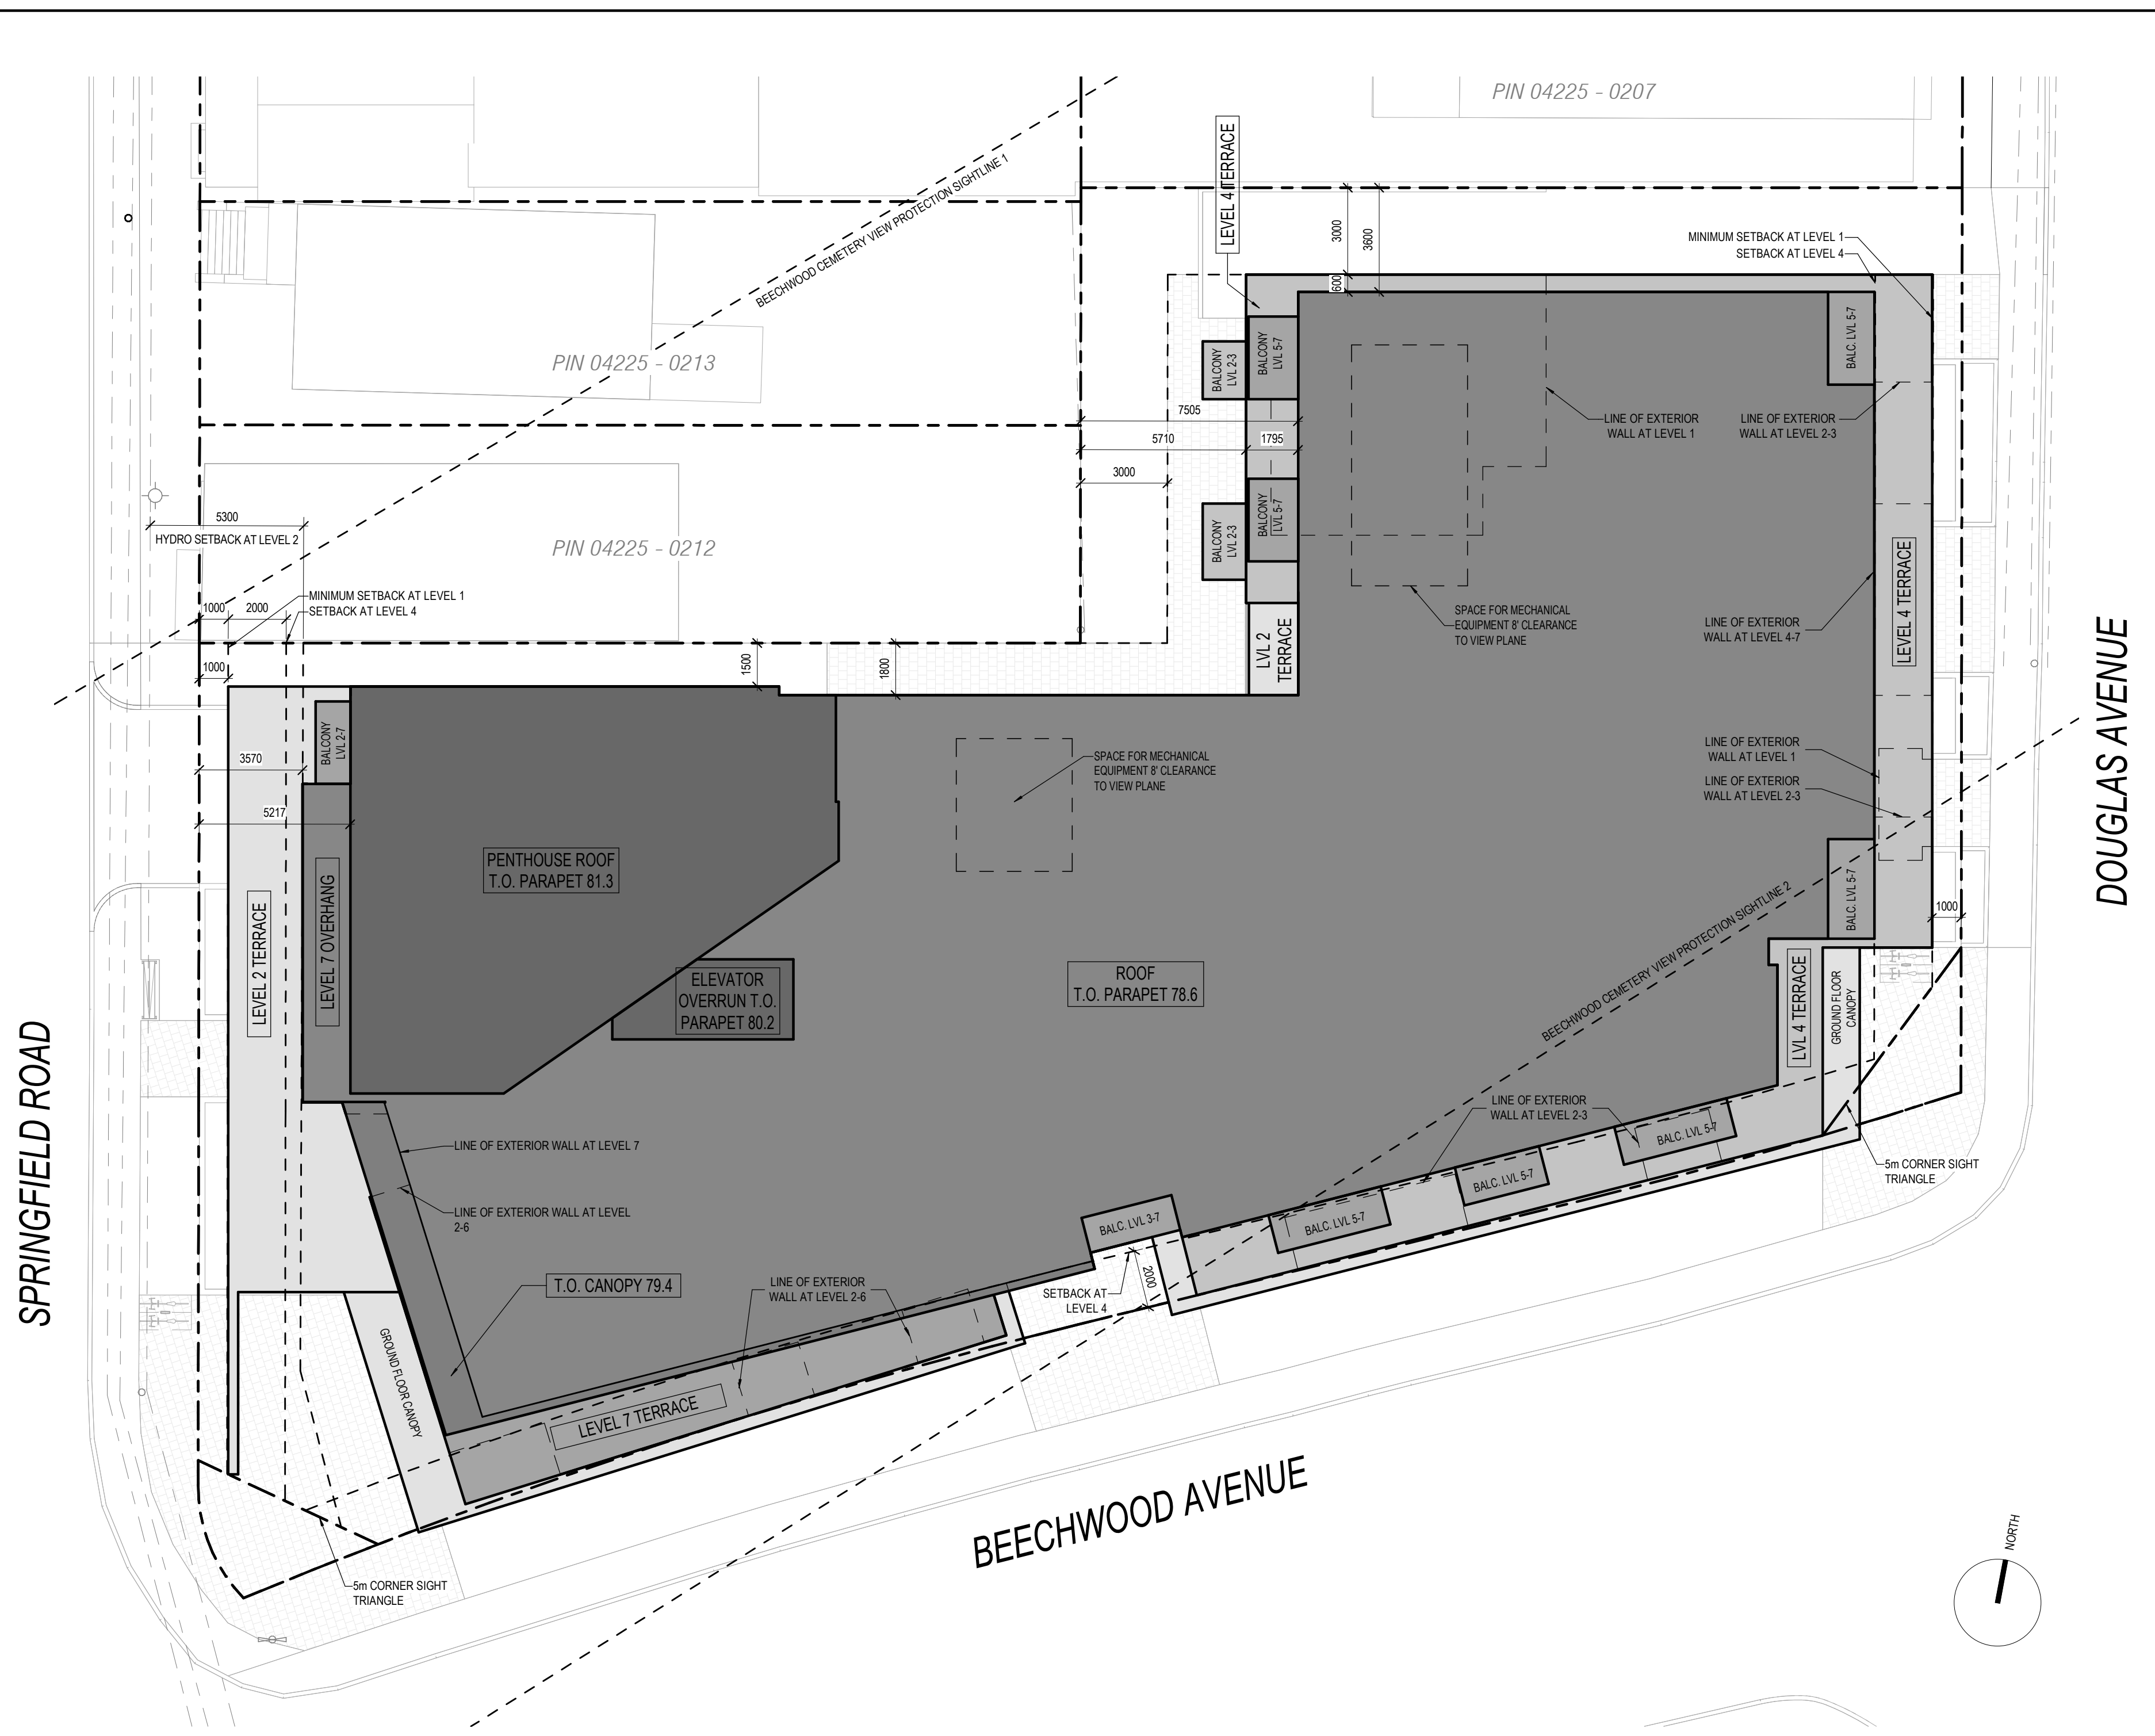 PIN 04225 - 0207
LEVEL 4 TERRACE
BEECHWOOD CEMETERY VIEW PROTECTION SIGHTLINE 1
3000
3600
600
MINIMUM SETBACK AT LEVEL 1
SETBACK AT LEVEL 4
PIN 04225 - 0213
BALCONY
LVL 2-3
BALCONY
LVL 5-7
BALC. LVL 5-7
7505
5710
1795
3000
LINE OF EXTERIOR
WALL AT LEVEL 1
LINE OF EXTERIOR
WALL AT LEVEL 2-3
5300
HYDRO SETBACK AT LEVEL 2
PIN 04225 - 0212
BALCONY
LVL 2-3
BALCONY
LVL 5-7
MINIMUM SETBACK AT LEVEL 1
SETBACK AT LEVEL 4
1000
2000
1000
1500
1800
LVL 2
TERRACE
SPACE FOR MECHANICAL
EQUIPMENT 8' CLEARANCE
TO VIEW PLANE
LINE OF EXTERIOR
WALL AT LEVEL 4-7
LEVEL 4 TERRACE
DOUGLAS AVENUE
BALCONY
LVL 2-7
3570
5217
SPACE FOR MECHANICAL
EQUIPMENT 8' CLEARANCE
TO VIEW PLANE
LINE OF EXTERIOR
WALL AT LEVEL 1
LINE OF EXTERIOR
WALL AT LEVEL 2-3
PENTHOUSE ROOF
T.O. PARAPET 81.3
LEVEL 2 TERRACE
LEVEL 7 OVERHANG
ELEVATOR
OVERRUN T.O.
PARAPET 80.2
ROOF
T.O. PARAPET 78.6
BEECHWOOD CEMETERY VIEW PROTECTION SIGHTLINE 2
BALC. LVL 5-7
1000
LVL 4 TERRACE
GROUND FLOOR
CANOPY
SPRINGFIELD ROAD
LINE OF EXTERIOR WALL AT LEVEL 7
LINE OF EXTERIOR WALL AT LEVEL
2-6
LINE OF EXTERIOR
WALL AT LEVEL 2-3
BALC. LVL 5-7
BALC. LVL 5-7
BALC. LVL 5-7
BALC. LVL 3-7
5m CORNER SIGHT
TRIANGLE
T.O. CANOPY 79.4
LINE OF EXTERIOR
WALL AT LEVEL 2-6
SETBACK AT
LEVEL 4
2000
GROUND FLOOR CANOPY
LEVEL 7 TERRACE
BEECHWOOD AVENUE
5m CORNER SIGHT
TRIANGLE
NORTH